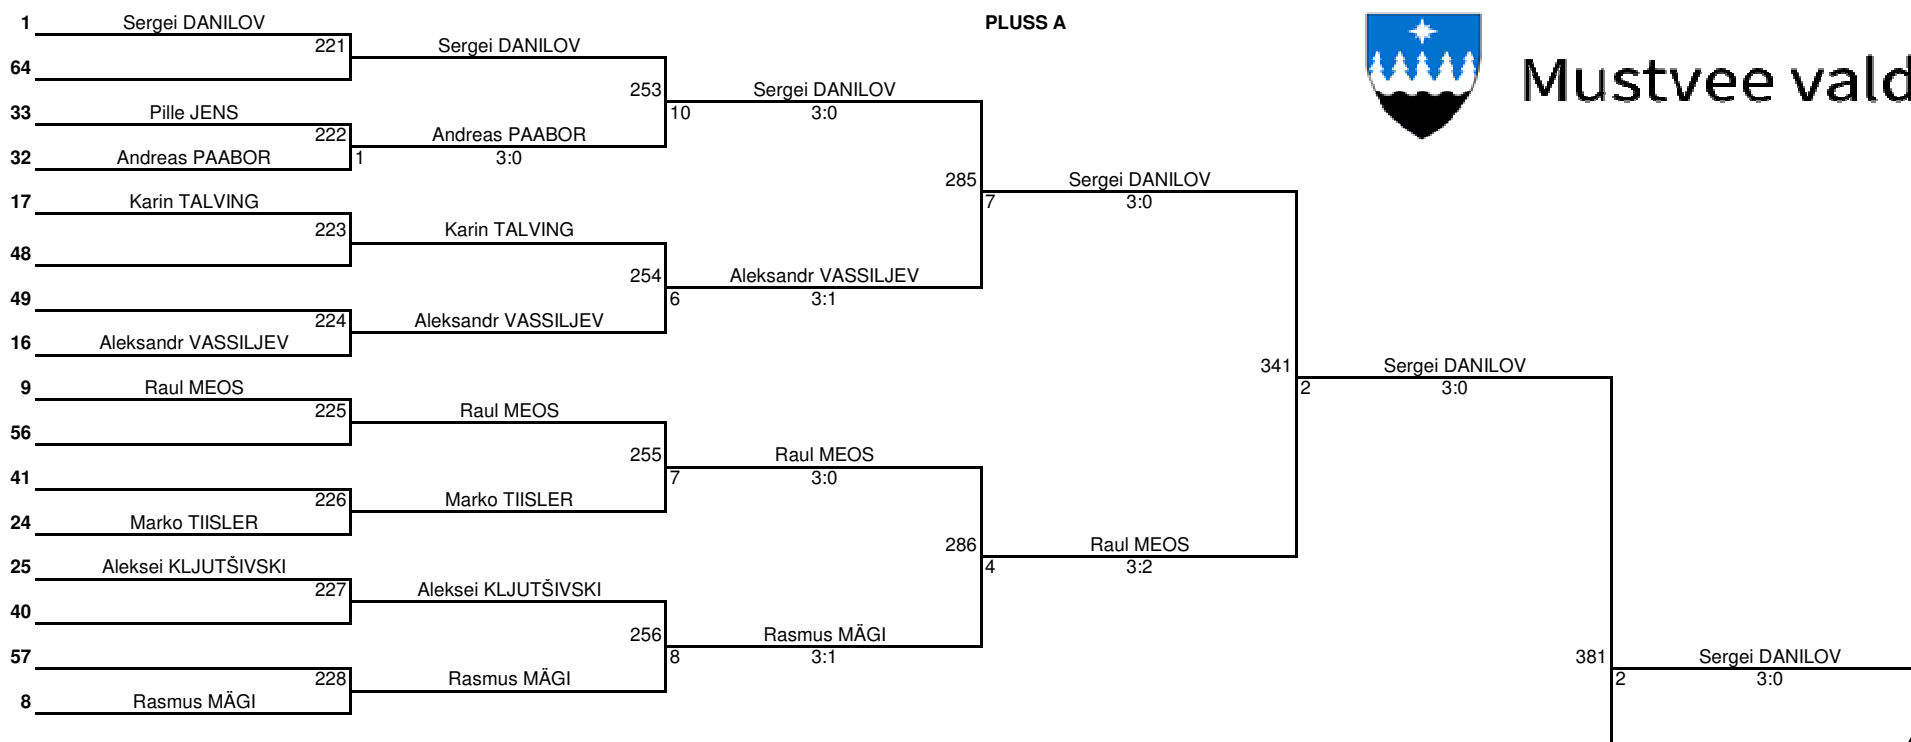 1 Sergei DANILOV PLUSS A
221 Sergei DANILOV
64
253 Sergei DANILOV
Mustvee vald
33 Pille JENS 10 3:0
222 Andreas PAABOR
32 Andreas PAABOR 1 3:0
285 Sergei DANILOV
17 Karin TALVING 7 3:0
223 Karin TALVING
48
254 Aleksandr VASSILJEV
49 6 3:1
224 Aleksandr VASSILJEV
16 Aleksandr VASSILJEV
341 Sergei DANILOV
9 Raul MEOS 2 3:0
225 Raul MEOS
56
255 Raul MEOS
41 7 3:0
226 Marko TIISLER
24 Marko TIISLER
286 Raul MEOS
25 Aleksei KLJUTŠIVSKI 4 3:2
227 Aleksei KLJUTŠIVSKI
40
256 Rasmus MÄGI
57 8 3:1 381 Sergei DANILOV
228 Rasmus MÄGI 2 3:0
8 Rasmus MÄGI